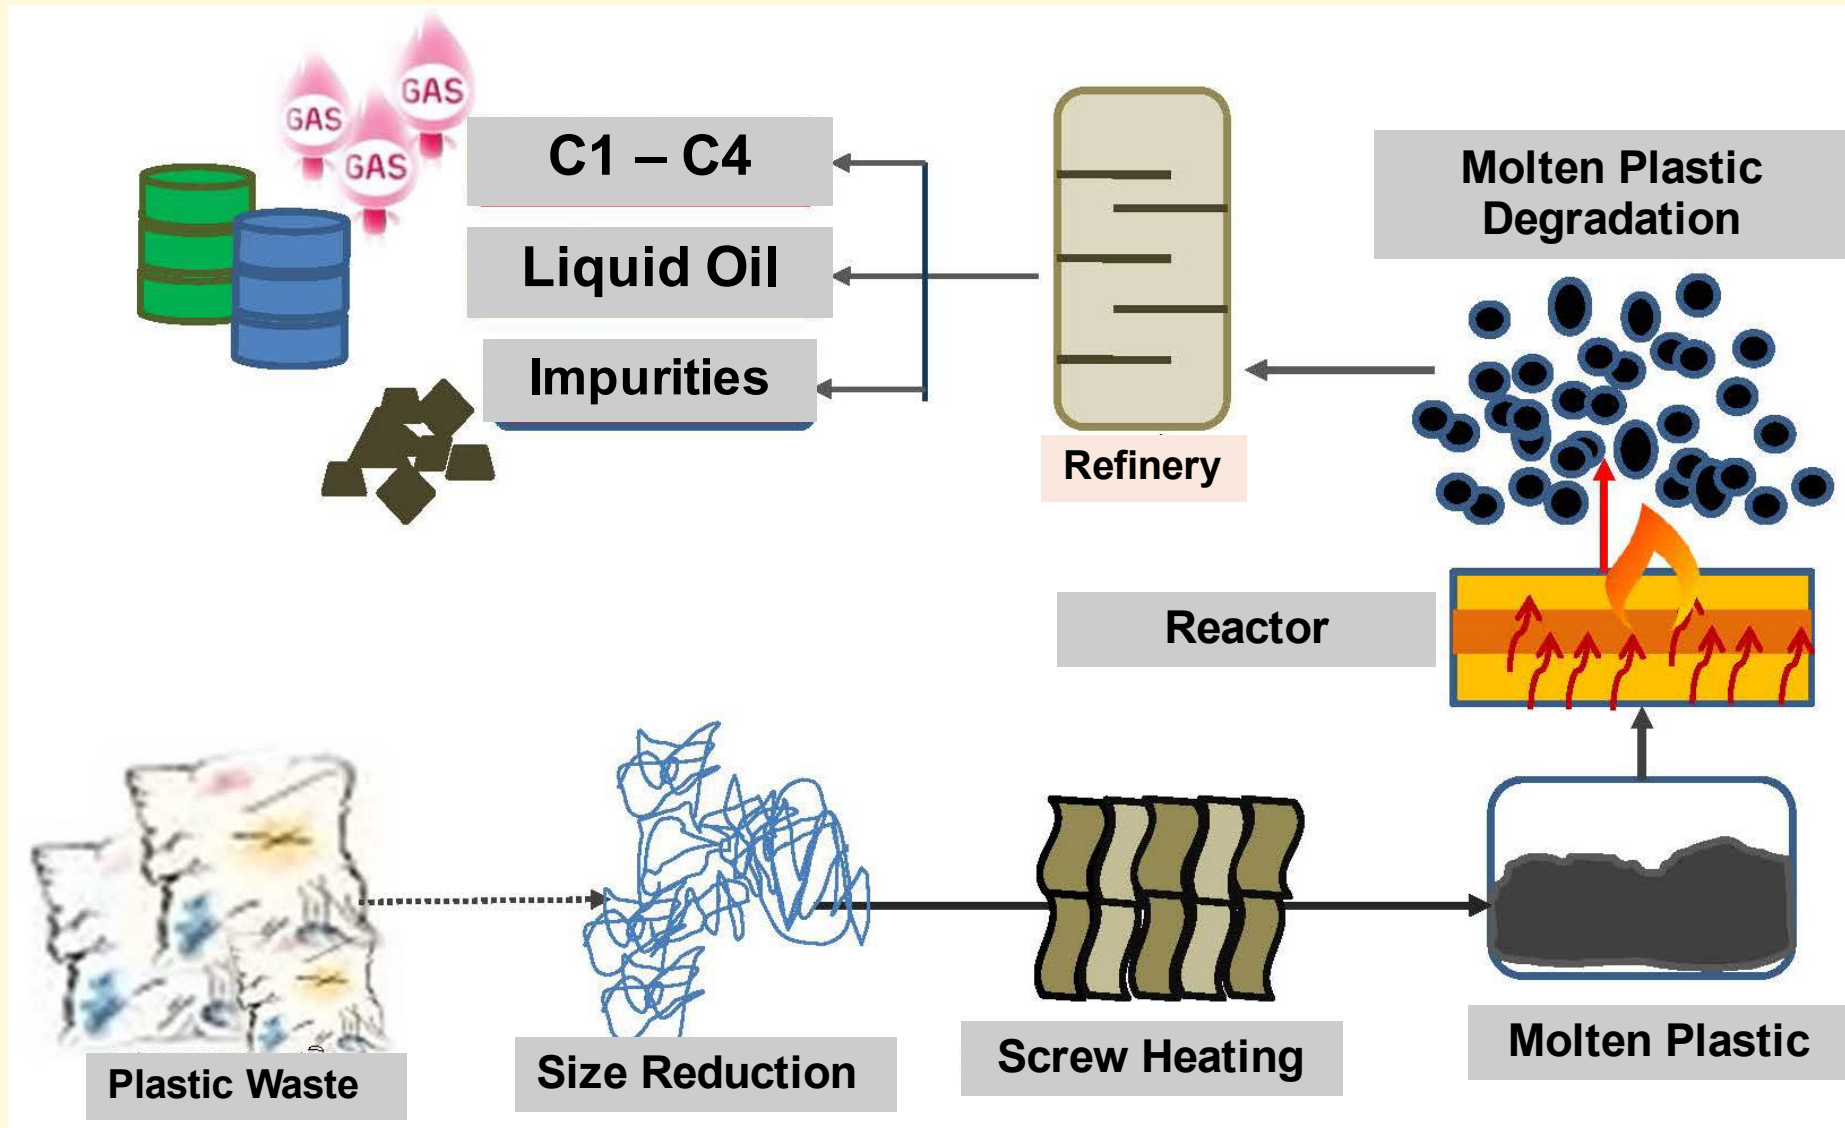 GAS
GAS
GAS
C1 – C4
Liquid Oil
Impurities
Refinery
Molten Plastic
Degradation
Reactor
Plastic Waste
Size Reduction
Screw Heating
Molten Plastic